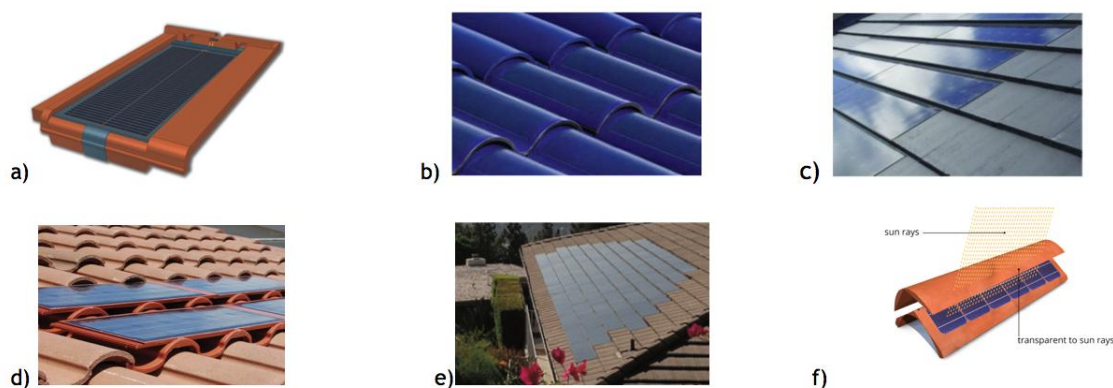 a)
b)
c)
d)
e)
sun rays
transparent to sun rays
f)